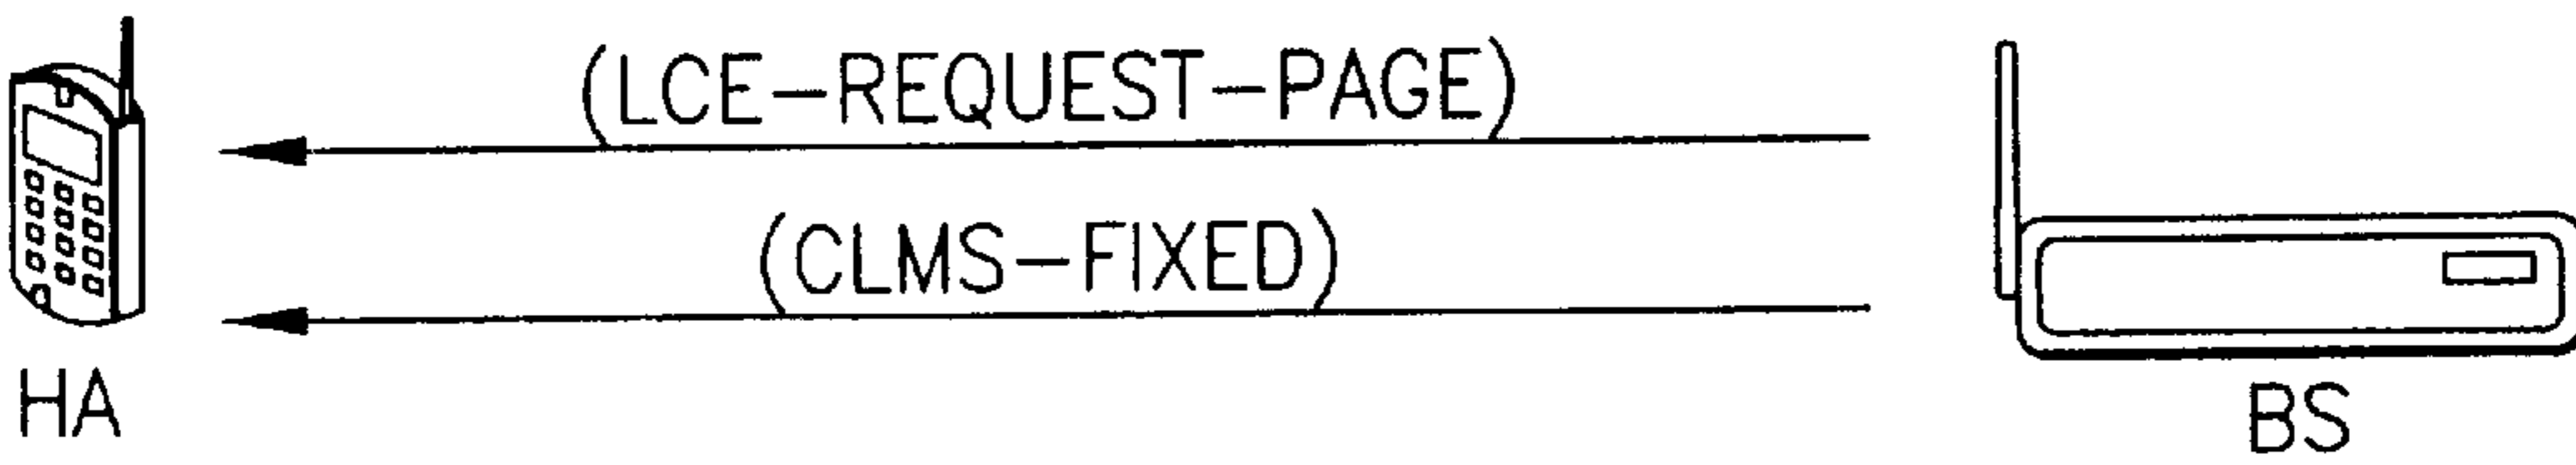 (LCE-REQUEST-PAGE)
(CLMS-FIXED)
HA
BS